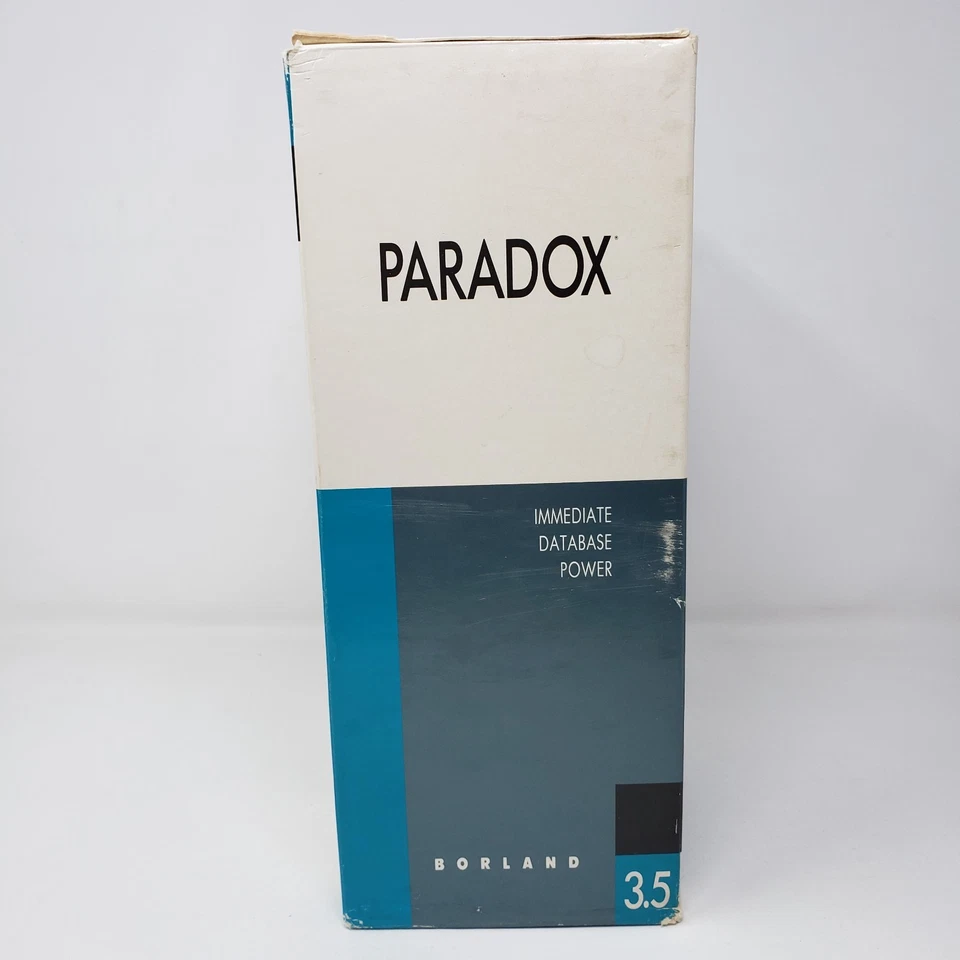 PARADOX®
IMMEDIATE
DATABASE
POWER
BORLAND
3.5